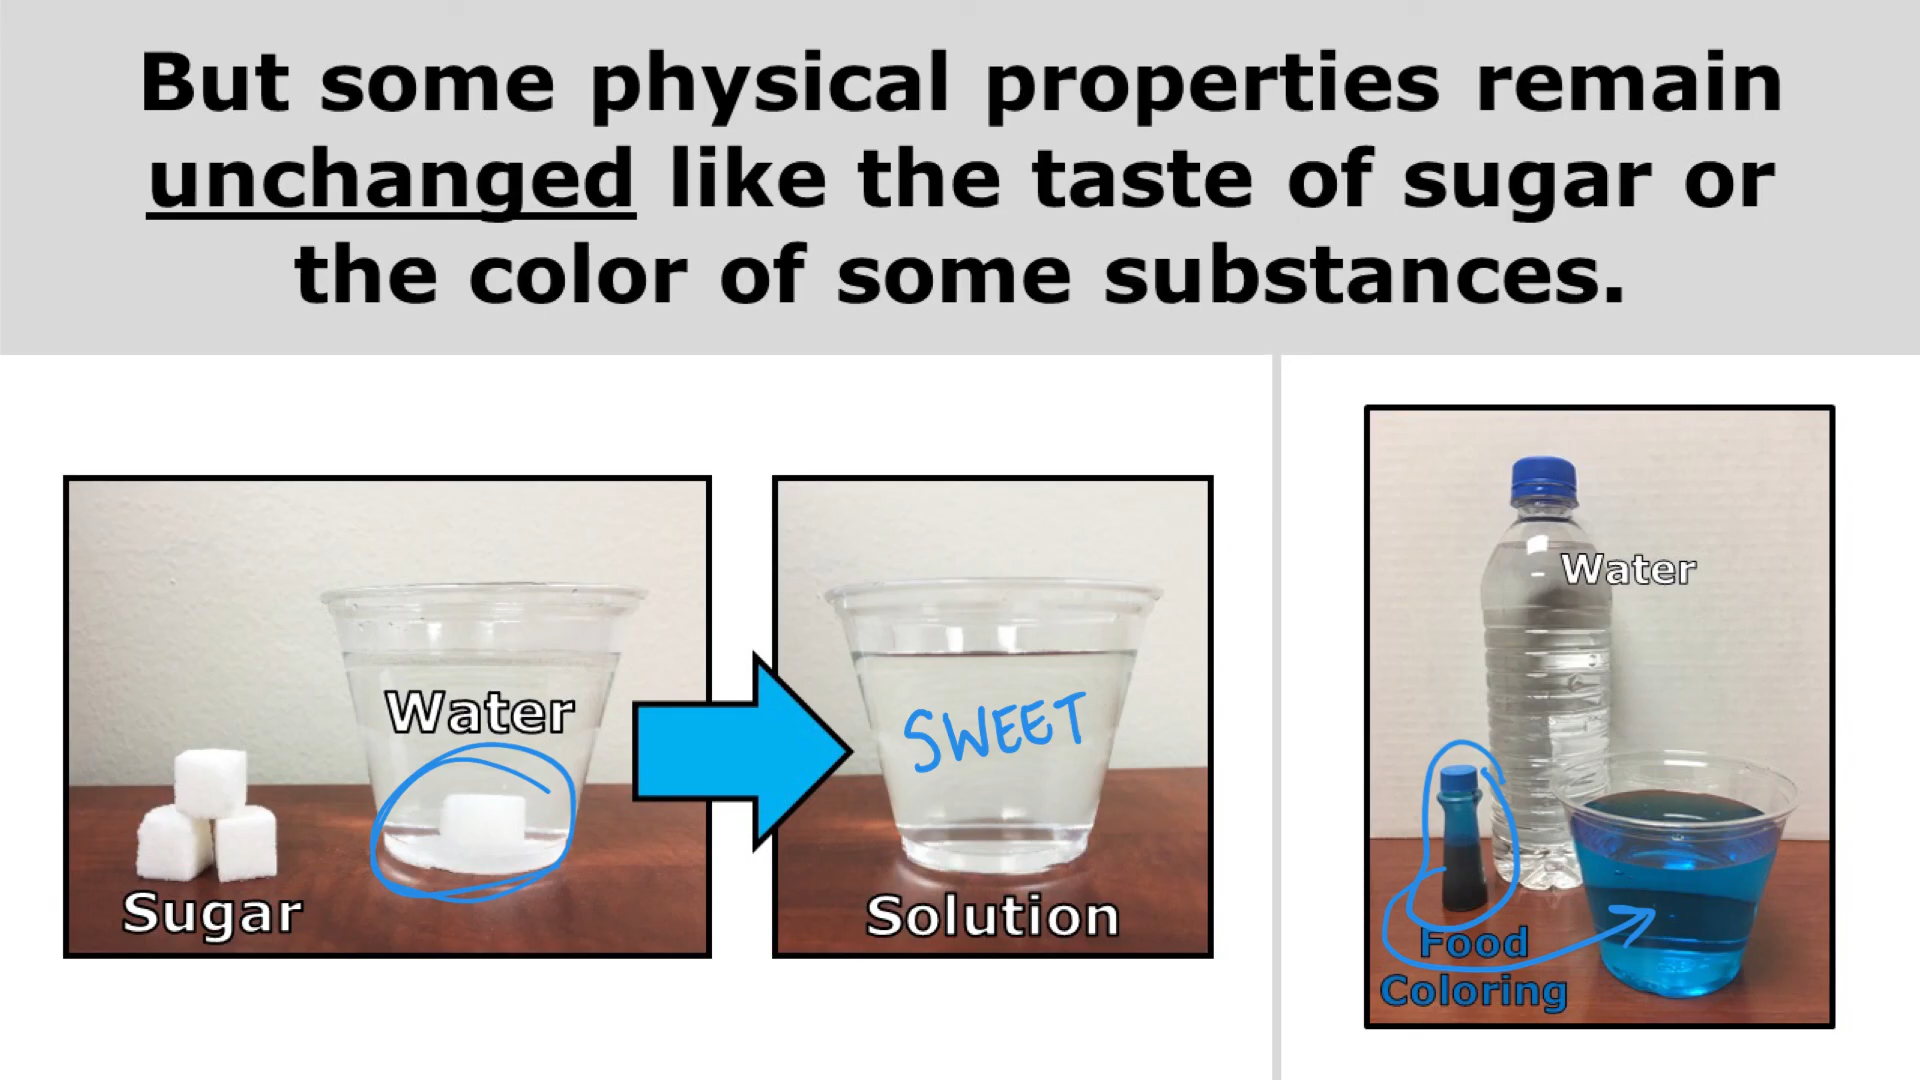 But some physical properties remain
unchanged like the taste of sugar or
the color of some substances.
Water
Sugar
SWEET
Solution
Water
Food
Coloring